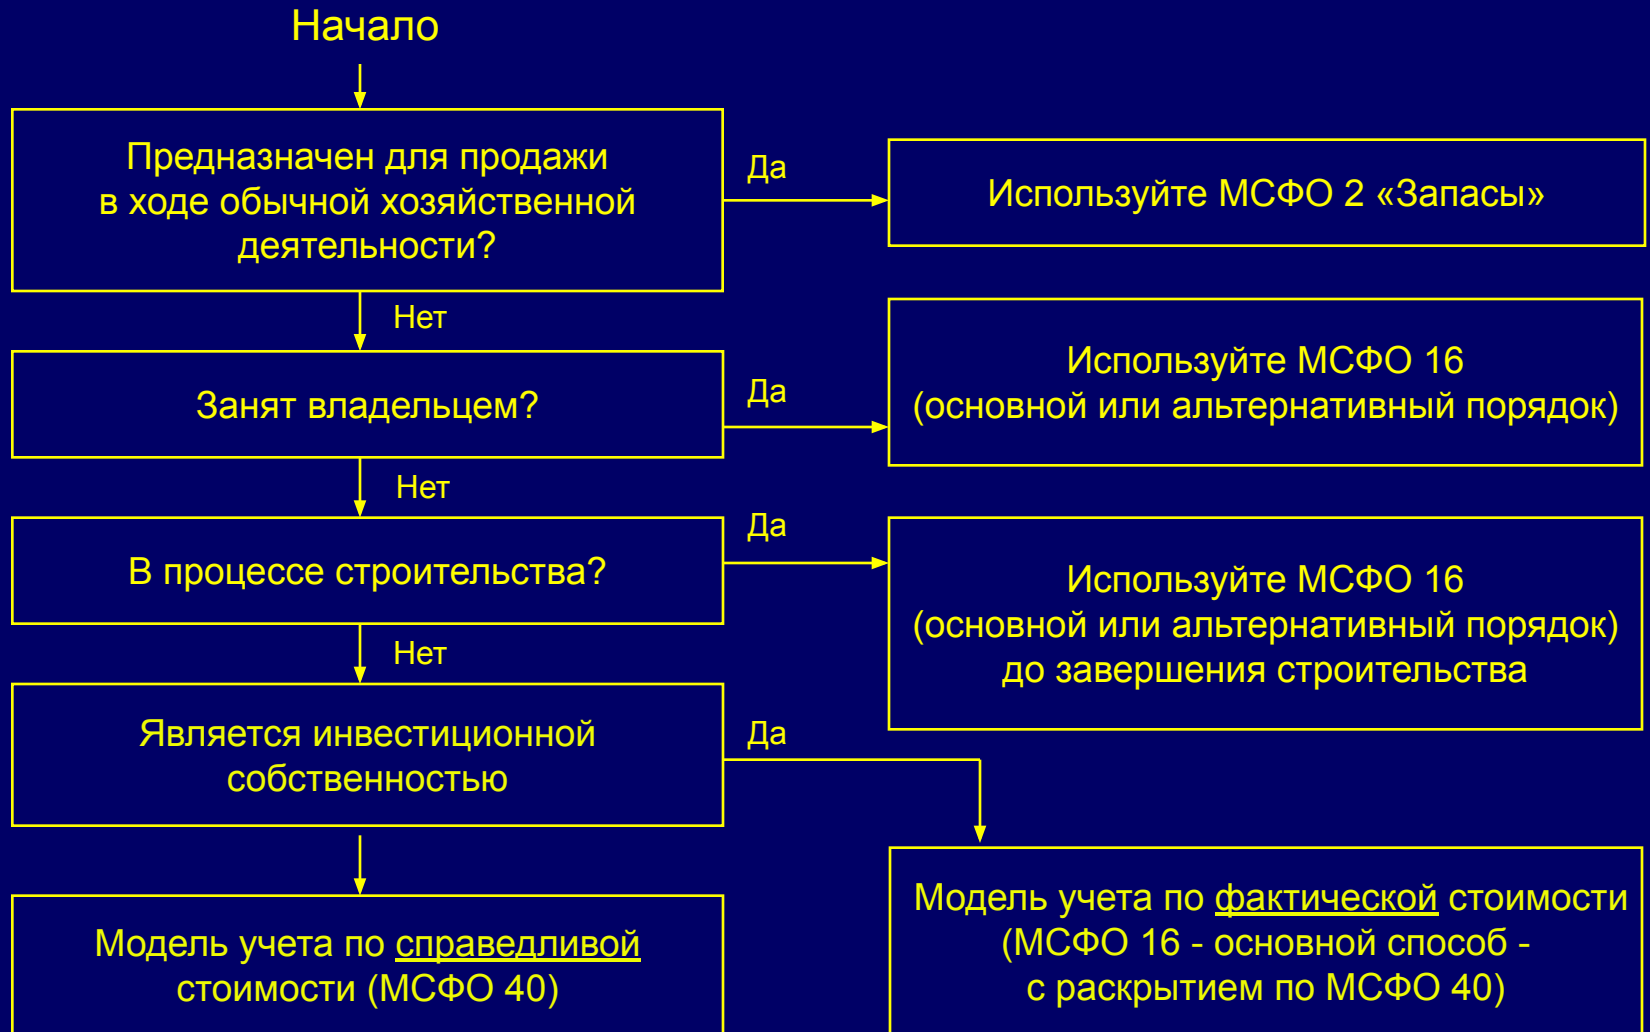 Начало
Предназначен для продажи
в ходе обычной хозяйственной
деятельности?
Да
Используйте МСФО 2 «Запасы»
Нет
Занят владельцем?
Да
Используйте МСФО 16
(основной или альтернативный порядок)
Нет
В процессе строительства?
Да
Используйте МСФО 16
(основной или альтернативный порядок)
до завершения строительства
Нет
Является инвестиционной
собственностью
Да
Модель учета по справедливой
стоимости (МСФО 40)
Модель учета по фактической стоимости
(МСФО 16 - основной способ -
с раскрытием по МСФО 40)